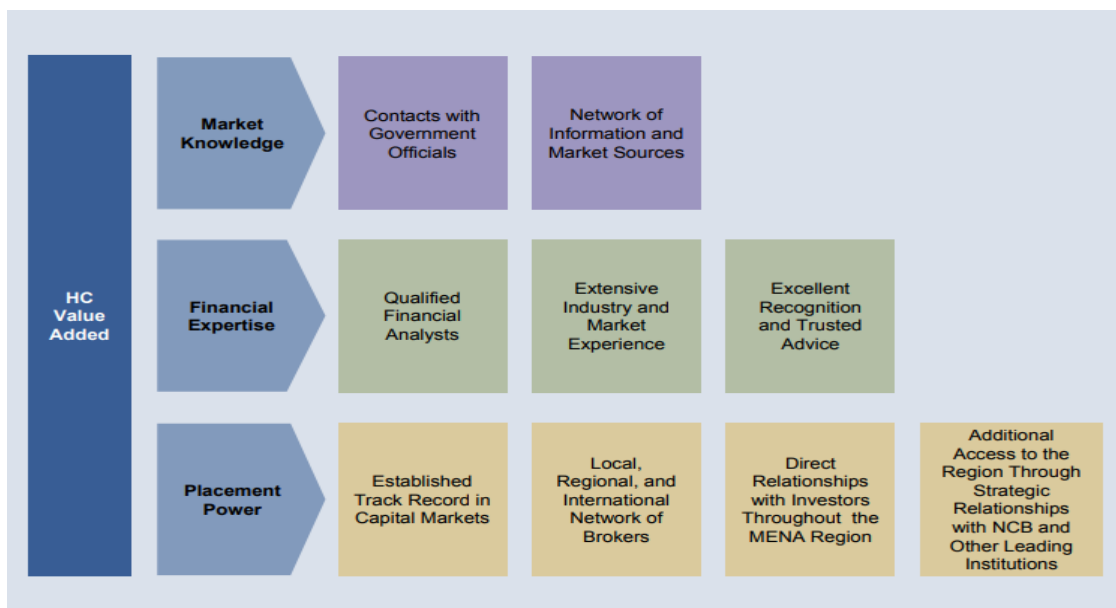 HC
Value
Added
Market
Knowledge
Contacts with
Government
Officials
Network of
Information and
Market Sources
Financial
Expertise
Qualified
Financial
Analysts
Extensive
Industry and
Market
Experience
Excellent
Recognition
and Trusted
Advice
Placement
Power
Established
Track Record in
Capital Markets
Local,
Regional, and
International
Network of
Brokers
Direct
Relationships
with Investors
Throughout the
MENA Region
Additional
Access to the
Region Through
Strategic
Relationships
with NCB and
Other Leading
Institutions